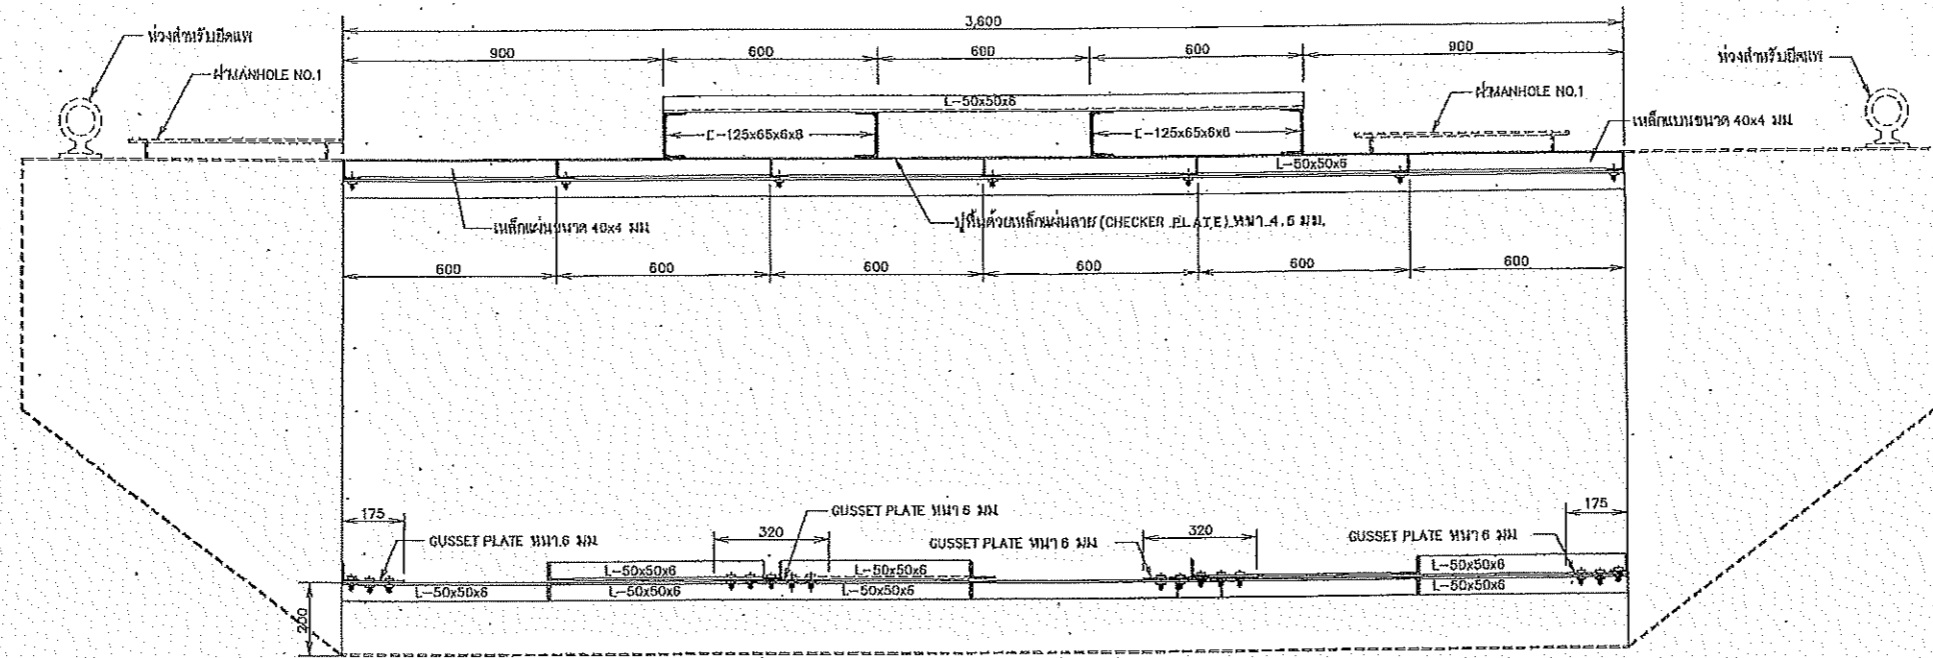 3,600
ห่วงสำหรับยึดแพ
900
600
600
600
900
ห่วงสำหรับยึดแพ
ฝาMANHOLE NO.1
L-50x50x6
ฝาMANHOLE NO.1
[-125x65x6x8
[-125x65x6x8
เหล็กแบนขนาด 40x4 มม
L-50x50x6
เหล็กแผ่นขนาด 40x4 มม
ปูพื้นด้วยเหล็กแผ่นลาย (CHECKER PLATE) หนา 4.5 มม.
600
600
600
600
600
600
175
320
GUSSET PLATE หนา 6 มม
320
175
GUSSET PLATE หนา.6 มม
GUSSET PLATE หนา 6 มม
GUSSET PLATE หนา 6 มม
L-50x50x6
L-50x50x6
L-50x50x6
L-50x50x6
L-50x50x6
L-50x50x6
L-50x50x6
200